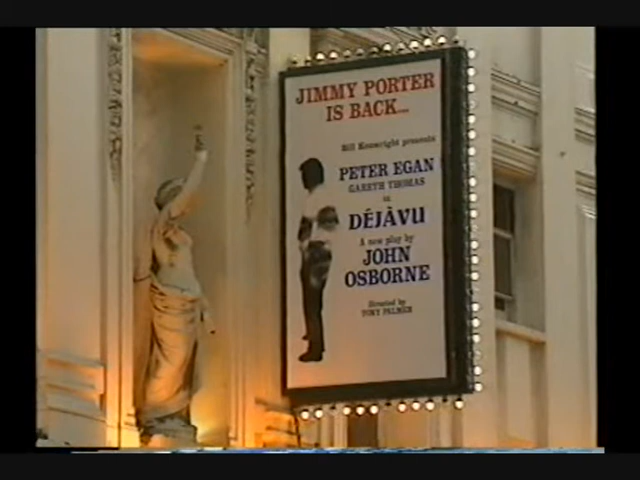 JIMMY PORTER
IS BACK...
Bill Kenwright presents
PETER EGAN
GARETH THOMAS
in
DÉJÀVU
A new play by
JOHN
OSBORNE
Directed by
TONY PALMER